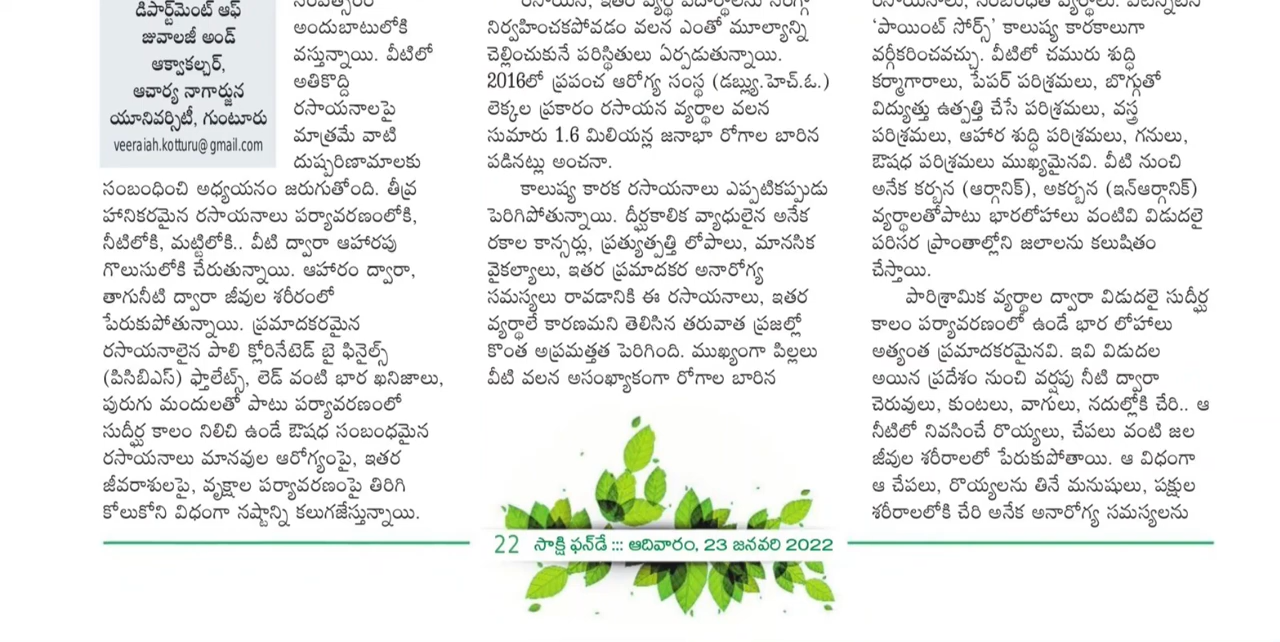 డిపార్ట్‌మెంట్ ఆఫ్
జువాలజీ అండ్
ఆక్వాకల్చర్,
ఆచార్య నాగార్జున
యూనివర్సిటీ, గుంటూరు
veeraiah.kotturu@gmail.com
అందుబాటులోకి
వస్తున్నాయి. వీటిలో
అతికొద్ది
రసాయనాలపై
మాత్రమే వాటి
దుష్పరిణామాలకు
సంబంధించి అధ్యయనం జరుగుతోంది. తీవ్ర
హానికరమైన రసాయనాలు పర్యావరణంలోకి,
నీటిలోకి, మట్టిలోకి.. వీటి ద్వారా ఆహారపు
గొలుసులోకి చేరుతున్నాయి. ఆహారం ద్వారా,
తాగునీటి ద్వారా జీవుల శరీరంలో
పేరుకుపోతున్నాయి. ప్రమాదకరమైన
రసాయనాలైన పాలి క్లోరినేటెడ్ బై ఫినైల్స్
(పిసిబిఎస్) ఫ్తాలేట్స్, లెడ్ వంటి భార ఖనిజాలు,
పురుగు మందులతో పాటు పర్యావరణంలో
సుదీర్ఘ కాలం నిలిచి ఉండే ఔషధ సంబంధమైన
రసాయనాలు మానవుల ఆరోగ్యంపై, ఇతర
జీవరాశులపై, వృక్షాల పర్యావరణంపై తిరిగి
కోలుకోని విధంగా నష్టాన్ని కలుగజేస్తున్నాయి.
నిర్వహించకపోవడం వలన ఎంతో మూల్యాన్ని
చెల్లించుకునే పరిస్థితులు ఏర్పడుతున్నాయి.
2016లో ప్రపంచ ఆరోగ్య సంస్థ (డబ్ల్యు.హెచ్.ఓ.)
లెక్కల ప్రకారం రసాయన వ్యర్థాల వలన
సుమారు 1.6 మిలియన్ల జనాభా రోగాల బారిన
పడినట్లు అంచనా.
కాలుష్య కారక రసాయనాలు ఎప్పటికప్పుడు
పెరిగిపోతున్నాయి. దీర్ఘకాలిక వ్యాధులైన అనేక
రకాల కాన్సర్లు, ప్రత్యుత్పత్తి లోపాలు, మానసిక
వైకల్యాలు, ఇతర ప్రమాదకర అనారోగ్య
సమస్యలు రావడానికి ఈ రసాయనాలు, ఇతర
వ్యర్థాలే కారణమని తెలిసిన తరువాత ప్రజల్లో
కొంత అప్రమత్తత పెరిగింది. ముఖ్యంగా పిల్లలు
వీటి వలన అసంఖ్యాకంగా రోగాల బారిన
‘పాయింట్ సోర్స్’ కాలుష్య కారకాలుగా
వర్గీకరించవచ్చు. వీటిలో చమురు శుద్ధి
కర్మాగారాలు, పేపర్ పరిశ్రమలు, బొగ్గుతో
విద్యుత్తు ఉత్పత్తి చేసే పరిశ్రమలు, వస్త్ర
పరిశ్రమలు, ఆహార శుద్ధి పరిశ్రమలు, గనులు,
ఔషధ పరిశ్రమలు ముఖ్యమైనవి. వీటి నుంచి
అనేక కర్బన (ఆర్గానిక్), అకర్బన (ఇన్ఆర్గానిక్)
వ్యర్థాలతోపాటు భారలోహాలు వంటివి విడుదలై
పరిసర ప్రాంతాల్లోని జలాలను కలుషితం
చేస్తాయి.
పారిశ్రామిక వ్యర్థాల ద్వారా విడుదలై సుదీర్ఘ
కాలం పర్యావరణంలో ఉండే భార లోహాలు
అత్యంత ప్రమాదకరమైనవి. ఇవి విడుదల
అయిన ప్రదేశం నుంచి వర్షపు నీటి ద్వారా
చెరువులు, కుంటలు, వాగులు, నదుల్లోకి చేరి.. ఆ
నీటిలో నివసించే రొయ్యలు, చేపలు వంటి జల
జీవుల శరీరాలలో పేరుకుపోతాయి. ఆ విధంగా
ఆ చేపలు, రొయ్యలను తినే మనుషులు, పక్షుల
శరీరాలలోకి చేరి అనేక అనారోగ్య సమస్యలను
22 సాక్షి ఫన్‌డే ::: ఆదివారం, 23 జనవరి 2022